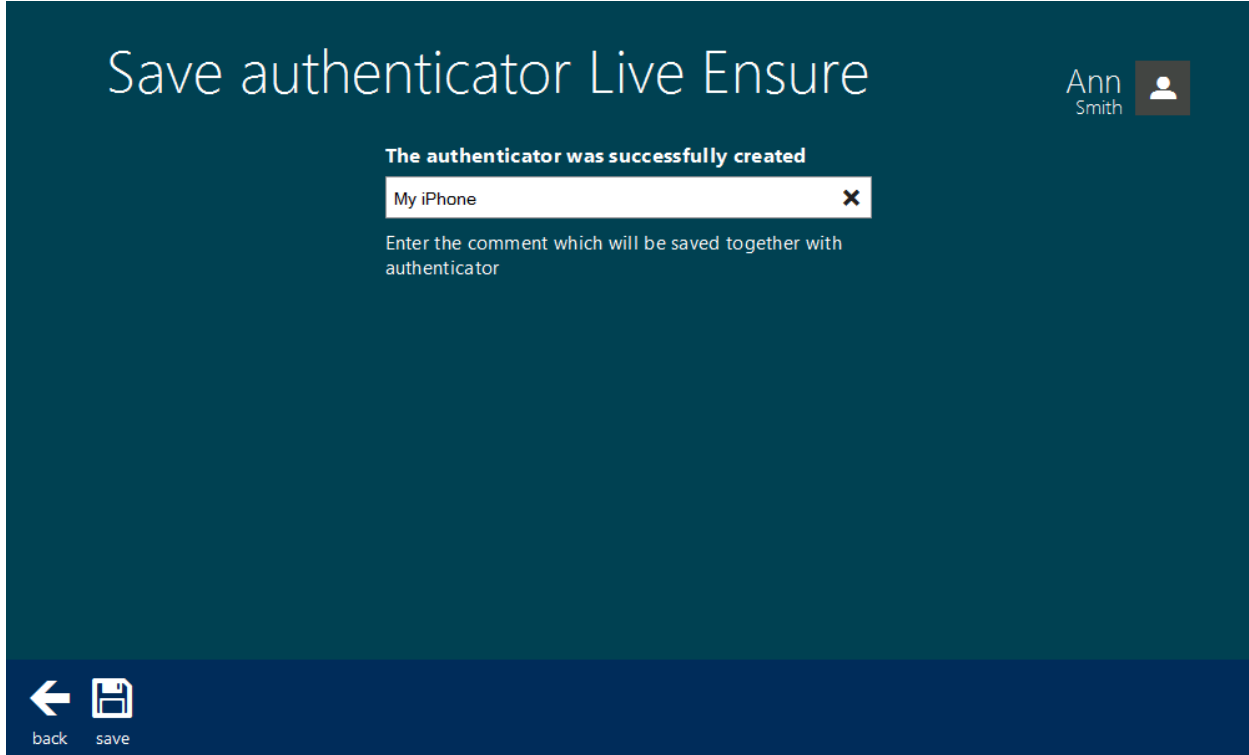 Save authenticator Live Ensure
Ann
Smith
The authenticator was successfully created
My iPhone
Enter the comment which will be saved together with
authenticator
back
save